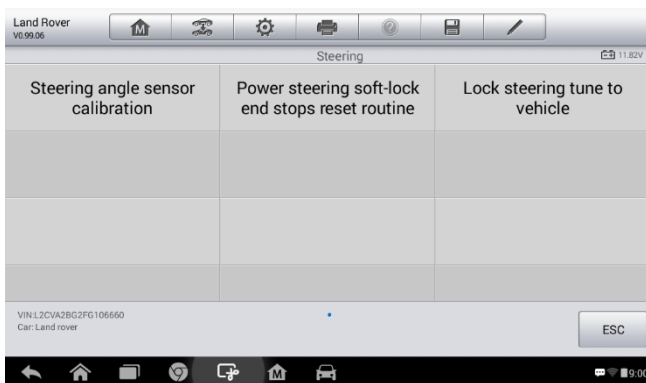 Land Rover
V0.99.06
Steering
11.82V
Steering angle sensor
calibration
Power steering soft-lock
end stops reset routine
Lock steering tune to
vehicle
VIN:L2CVA2BG2FG106660
Car: Land rover
ESC
9:00